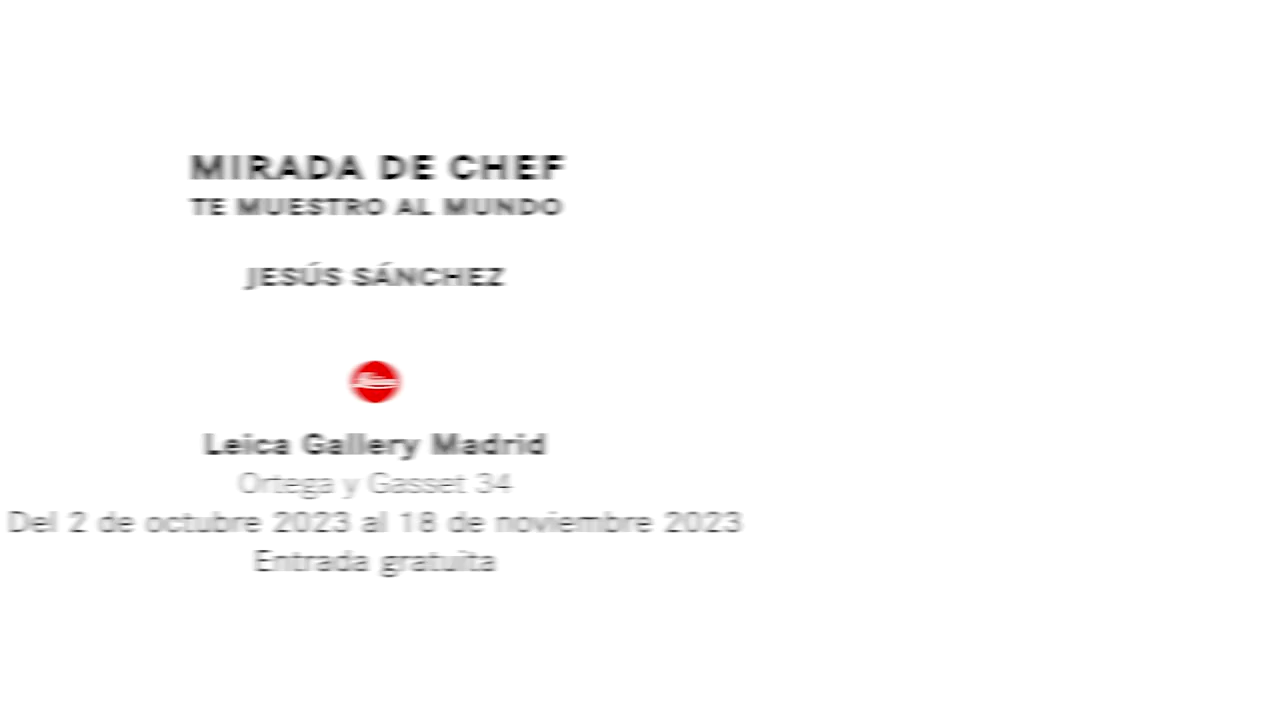 MIRADA DE CHEF
TE MUESTRO AL MUNDO
JESÚS SÁNCHEZ
Leica
Leica Gallery Madrid
Ortega y Gasset 34
Del 2 de octubre 2023 al 18 de noviembre 2023
Entrada gratuita